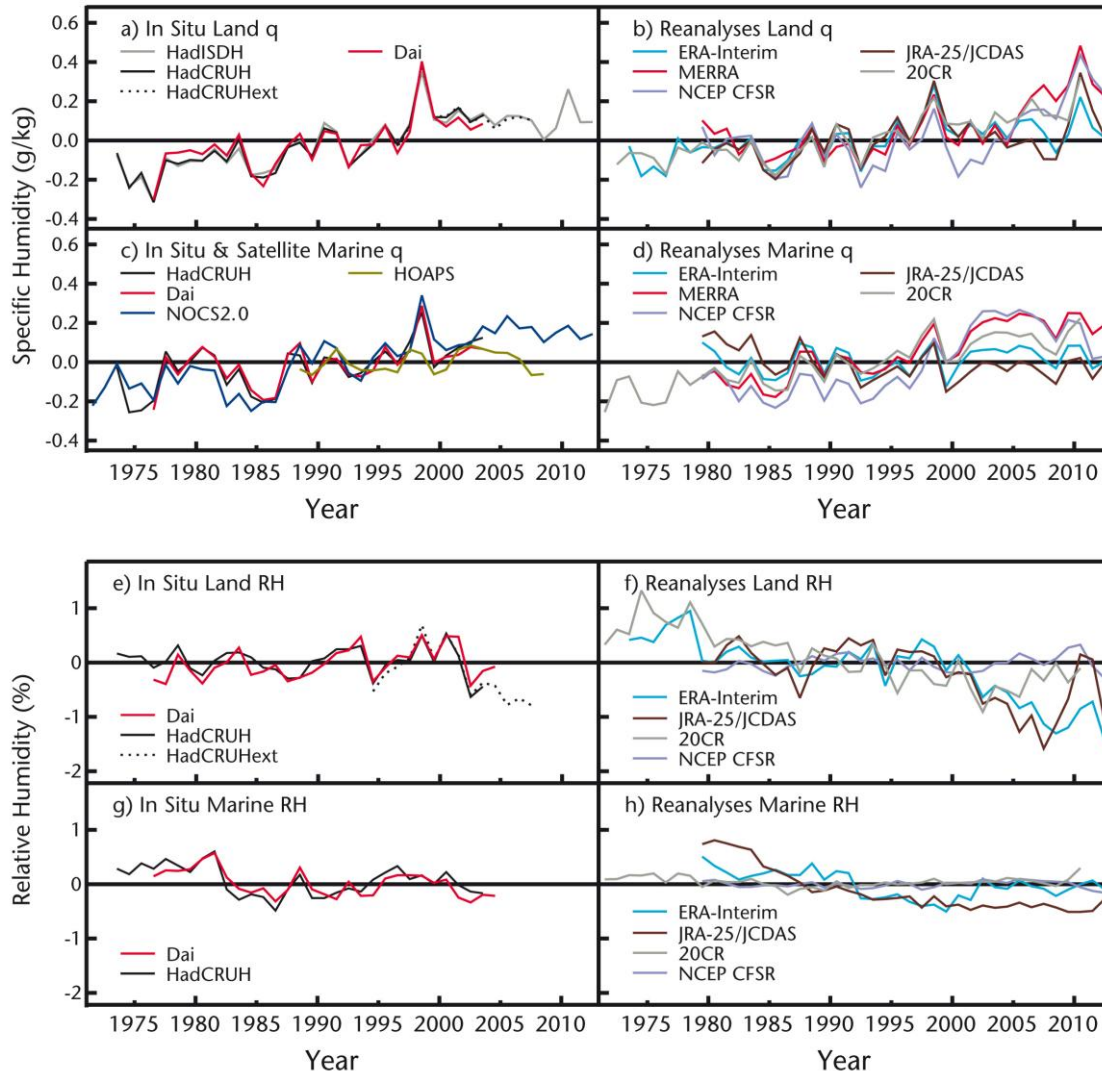 Specific Humidity (g/kg)
a) In Situ Land q
HadISDH
Dai
HadCRUH
HadCRUHext
0.6
0.4
0.2
0.0
-0.2
-0.4
b) Reanalyses Land q
ERA-Interim
JRA-25/JCDAS
MERRA
20CR
NCEP CFSR
c) In Situ & Satellite Marine q
HadCRUH
HOAPS
Dai
NOCS2.0
0.6
0.4
0.2
0.0
-0.2
-0.4
d) Reanalyses Marine q
ERA-Interim
JRA-25/JCDAS
MERRA
20CR
NCEP CFSR
1975 1980 1985 1990 1995 2000 2005 2010
Year
1975 1980 1985 1990 1995 2000 2005 2010
Year
Relative Humidity (%)
e) In Situ Land RH
1
0
-1
-2
Dai
HadCRUH
HadCRUHext
f) Reanalyses Land RH
ERA-Interim
JRA-25/JCDAS
20CR
NCEP CFSR
g) In Situ Marine RH
1
0
-1
-2
Dai
HadCRUH
h) Reanalyses Marine RH
ERA-Interim
JRA-25/JCDAS
20CR
NCEP CFSR
1975 1980 1985 1990 1995 2000 2005 2010
Year
1975 1980 1985 1990 1995 2000 2005 2010
Year